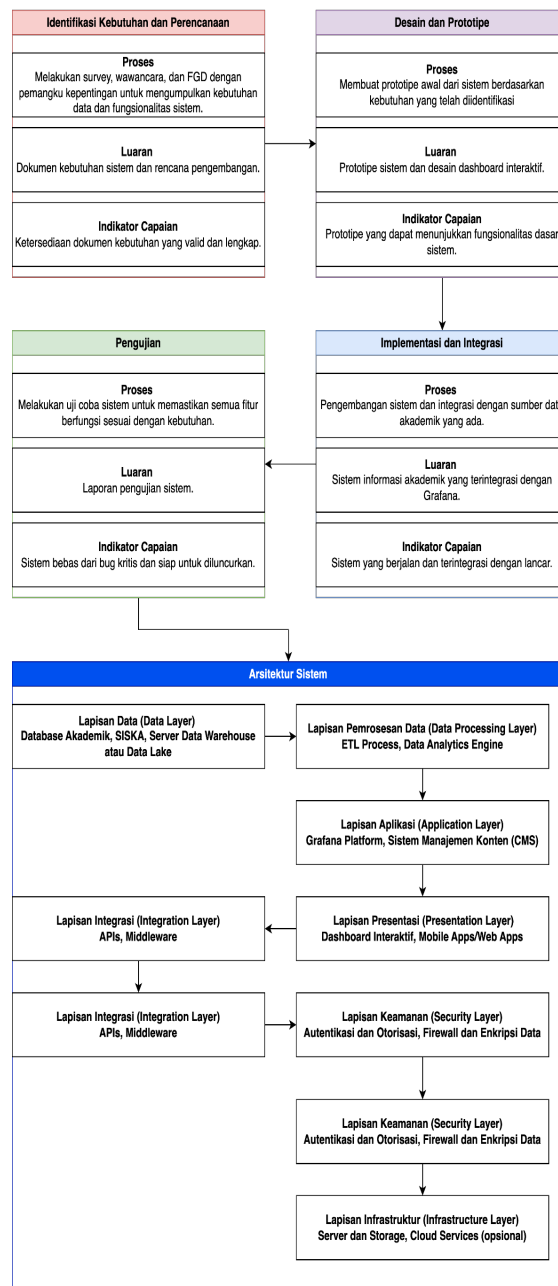 Identifikasi Kebutuhan dan Perencanaan
Proses
Melakukan survey, wawancara, dan FGD dengan
pemangku kepentingan untuk mengumpulkan kebutuhan
data dan fungsionalitas sistem.
Luaran
Dokumen kebutuhan sistem dan rencana pengembangan.
Indikator Capaian
Ketersediaan dokumen kebutuhan yang valid dan lengkap.
Desain dan Prototipe
Proses
Membuat prototipe awal dari sistem berdasarkan
kebutuhan yang telah diidentifikasi
Luaran
Prototipe sistem dan desain dashboard interaktif.
Indikator Capaian
Prototipe yang dapat menunjukkan fungsionalitas dasar
sistem.
Implementasi dan Integrasi
Proses
Pengembangan sistem dan integrasi dengan sumber dat
akademik yang ada.
Luaran
Sistem informasi akademik yang terintegrasi dengan
Grafana.
Indikator Capaian
Sistem yang berjalan dan terintegrasi dengan lancar.
Pengujian
Proses
Melakukan uji coba sistem untuk memastikan semua fitur
berfungsi sesuai dengan kebutuhan.
Luaran
Laporan pengujian sistem.
Indikator Capaian
Sistem bebas dari bug kritis dan siap untuk diluncurkan.
Arsitektur Sistem
Lapisan Data (Data Layer)
Database Akademik, SISKA, Server Data Warehouse
atau Data Lake
Lapisan Pemrosesan Data (Data Processing Layer)
ETL Process, Data Analytics Engine
Lapisan Aplikasi (Application Layer)
Grafana Platform, Sistem Manajemen Konten (CMS)
Lapisan Presentasi (Presentation Layer)
Dashboard Interaktif, Mobile Apps/Web Apps
Lapisan Integrasi (Integration Layer)
APIs, Middleware
Lapisan Integrasi (Integration Layer)
APIs, Middleware
Lapisan Keamanan (Security Layer)
Autentikasi dan Otorisasi, Firewall dan Enkripsi Data
Lapisan Keamanan (Security Layer)
Autentikasi dan Otorisasi, Firewall dan Enkripsi Data
Lapisan Infrastruktur (Infrastructure Layer)
Server dan Storage, Cloud Services (opsional)